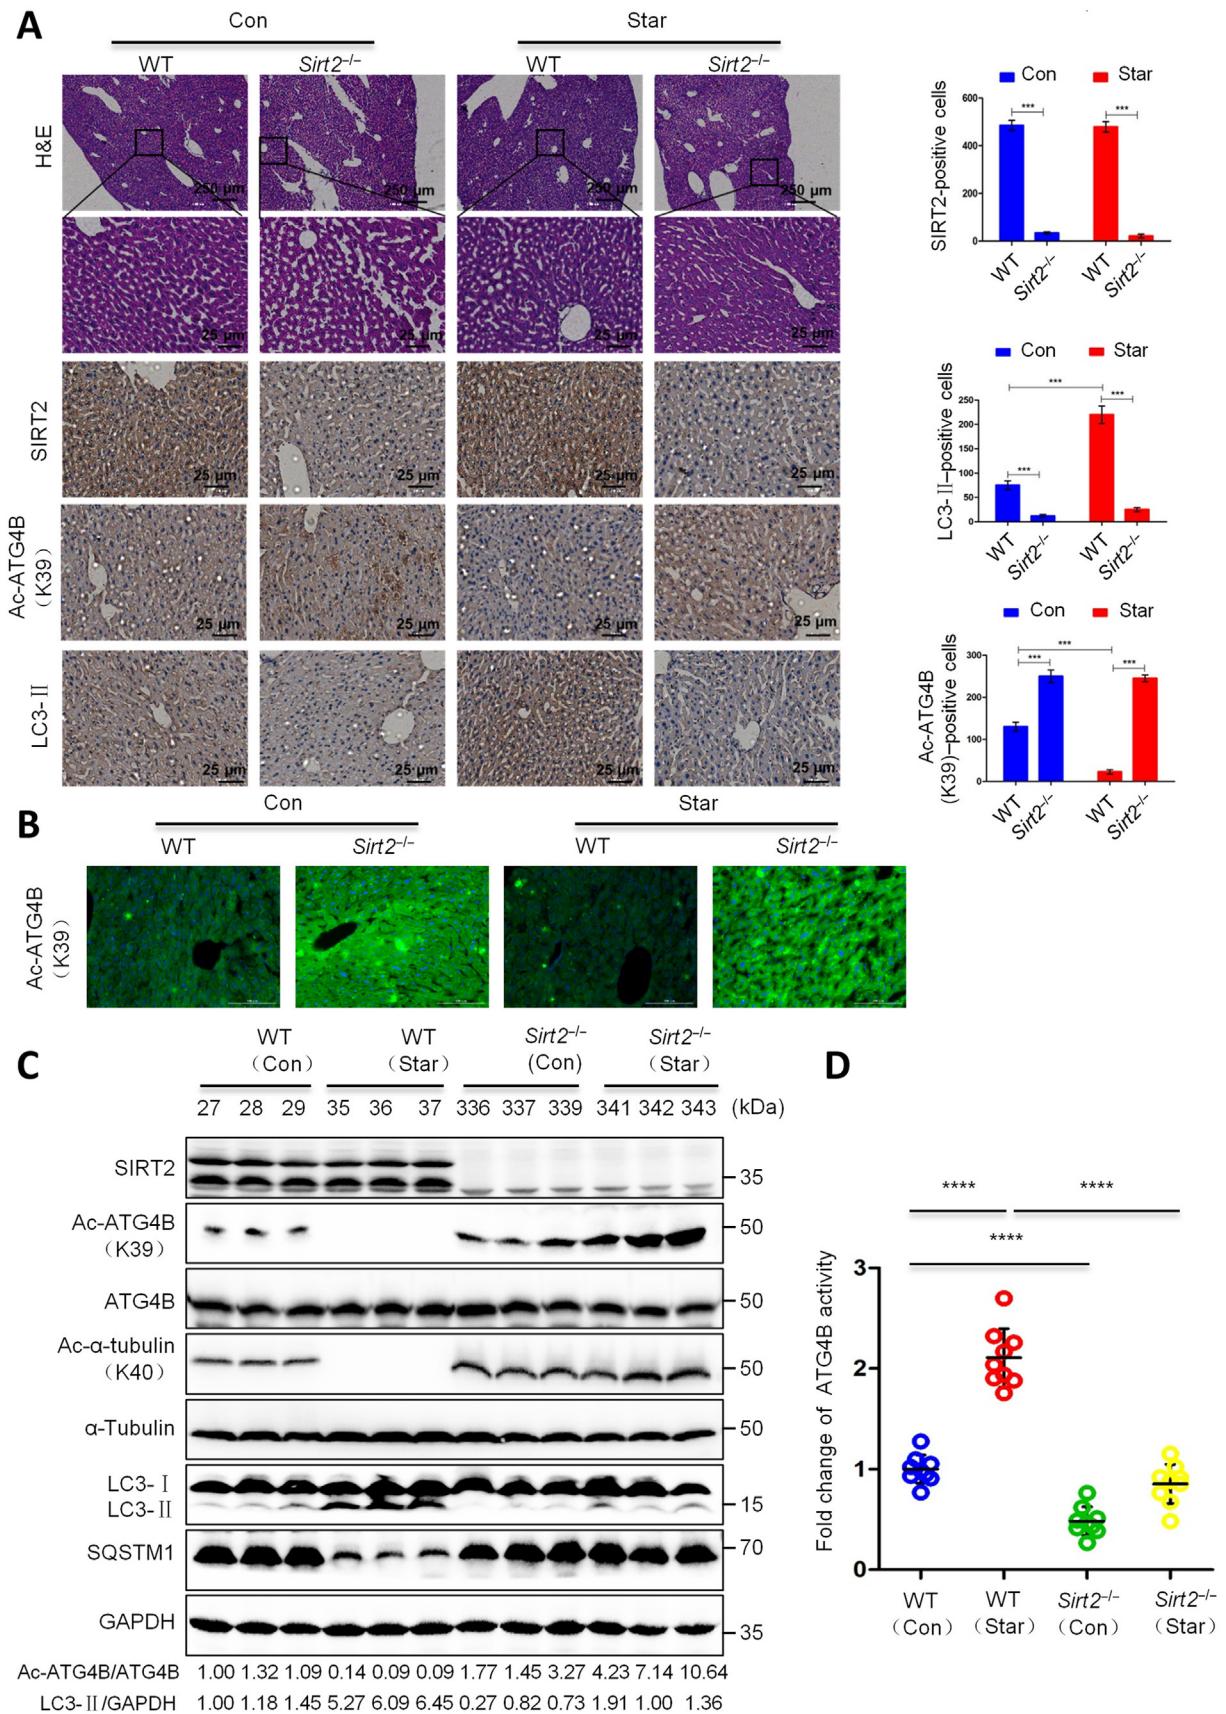 A
Con
Star
WT
Sirt2–/–
WT
Sirt2–/–
H&E
250 µm
250 µm
250 µm
250 µm
25 µm
25 µm
25 µm
25 µm
SIRT2
25 µm
25 µm
25 µm
25 µm
Ac-ATG4B
（K39）
25 µm
25 µm
25 µm
25 µm
LC3-Ⅱ
25 µm
25 µm
25 µm
25 µm
Con Star
SIRT2-positive cells
600
400
200
0
***
***
WT
Sirt2–/–
WT
Sirt2–/–
Con Star
LC3-Ⅱ–positive cells
250
200
150
100
50
0
***
***
***
WT
Sirt2–/–
WT
Sirt2–/–
Con Star
Ac-ATG4B
(K39)–positive cells
300
200
100
0
***
***
***
WT
Sirt2–/–
WT
Sirt2–/–
B
Con
Star
WT
Sirt2–/–
WT
Sirt2–/–
Ac-ATG4B
（K39）
C
WT
（Con）
WT
（Star）
Sirt2–/–
(Con)
Sirt2–/–
（Star）
27 28 29 35 36 37 336 337 339 341 342 343 (kDa)
SIRT2
35
Ac-ATG4B
（K39）
50
ATG4B
50
Ac-α-tubulin
（K40）
50
α-Tubulin
50
LC3-Ⅰ
LC3-Ⅱ
15
SQSTM1
70
GAPDH
35
Ac-ATG4B/ATG4B 1.00 1.32 1.09 0.14 0.09 0.09 1.77 1.45 3.27 4.23 7.14 10.64
LC3-Ⅱ/GAPDH 1.00 1.18 1.45 5.27 6.09 6.45 0.27 0.82 0.73 1.91 1.00 1.36
D
****
****
****
Fold change of ATG4B activity
3
2
1
0
WT
（Con）
WT
（Star）
Sirt2–/–
（Con）
Sirt2–/–
（Star）